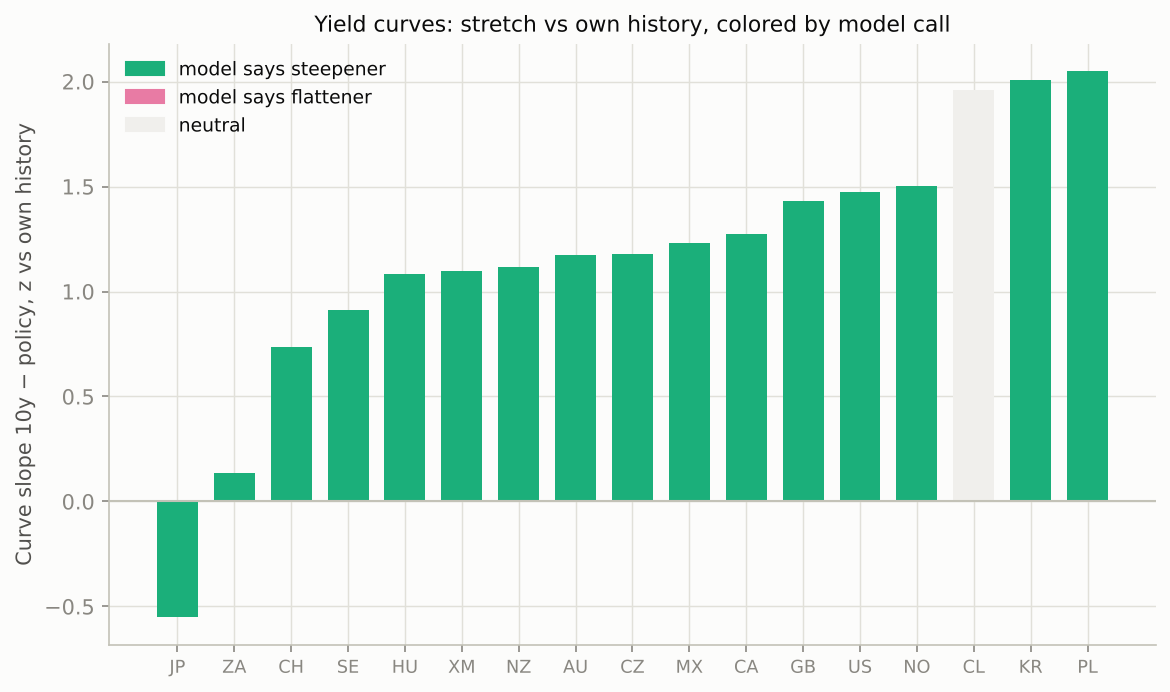 Yield curves: stretch vs own history, colored by model call
model says steepener
model says flattener
neutral
Curve slope 10y − policy, z vs own history
2.0
1.5
1.0
0.5
0.0
−0.5
JP ZA CH SE HU XM NZ AU CZ MX CA GB US NO CL KR PL